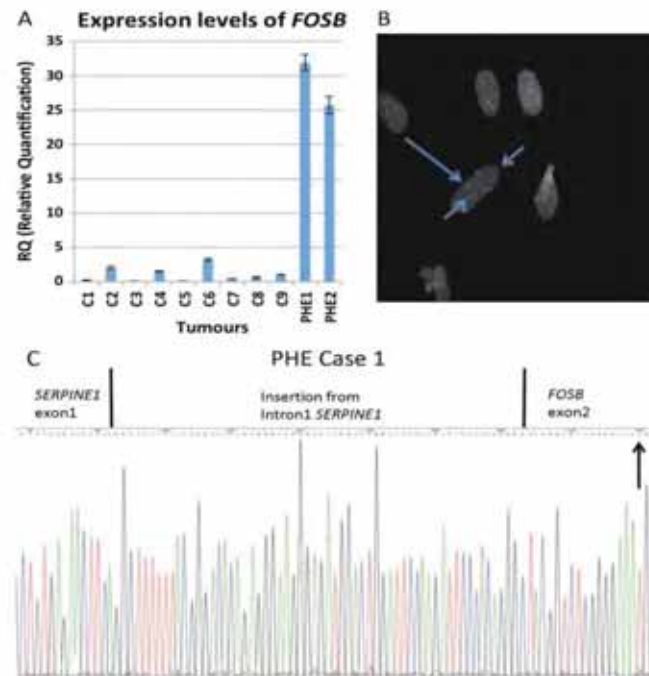 A
Expression levels of FOSB
RQ (Relative Quantification)
35
30
25
20
15
10
5
0
C1
C2
C3
C4
C5
C6
C7
C8
C9
PHE1
PHE2
Tumours
B
C
PHE Case 1
SERPINE1
exon1
Insertion from
Intron1 SERPINE1
FOSB
exon2